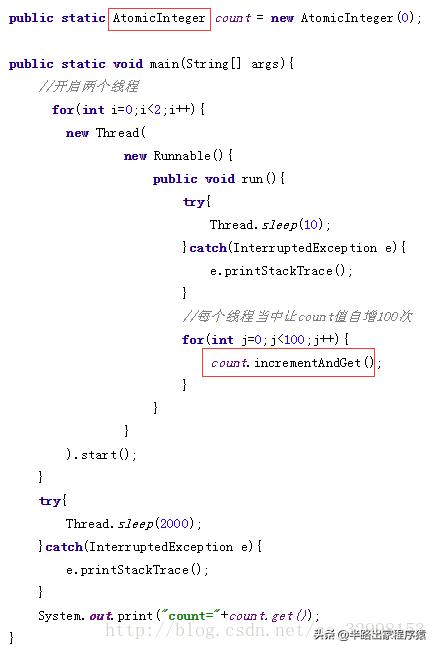 public static AtomicInteger count = new AtomicInteger(0);
public static void main(String[] args){
//开启两个线程
for(int i=0;i<2;i++){
new Thread(
new Runnable(){
public void run(){
try{
Thread.sleep(10);
}catch(InterruptedException e){
e.printStackTrace();
}
//每个线程当中让count值自增100次
for(int j=0;j<100;j++){
count.incrementAndGet();
}
}
}
).start();
}
try{
Thread.sleep(2000);
}catch(InterruptedException e){
e.printStackTrace();
}
System.out.print("count="+count.get());
}
http://blog.csdn.net/
头条 @半路出家程序猿